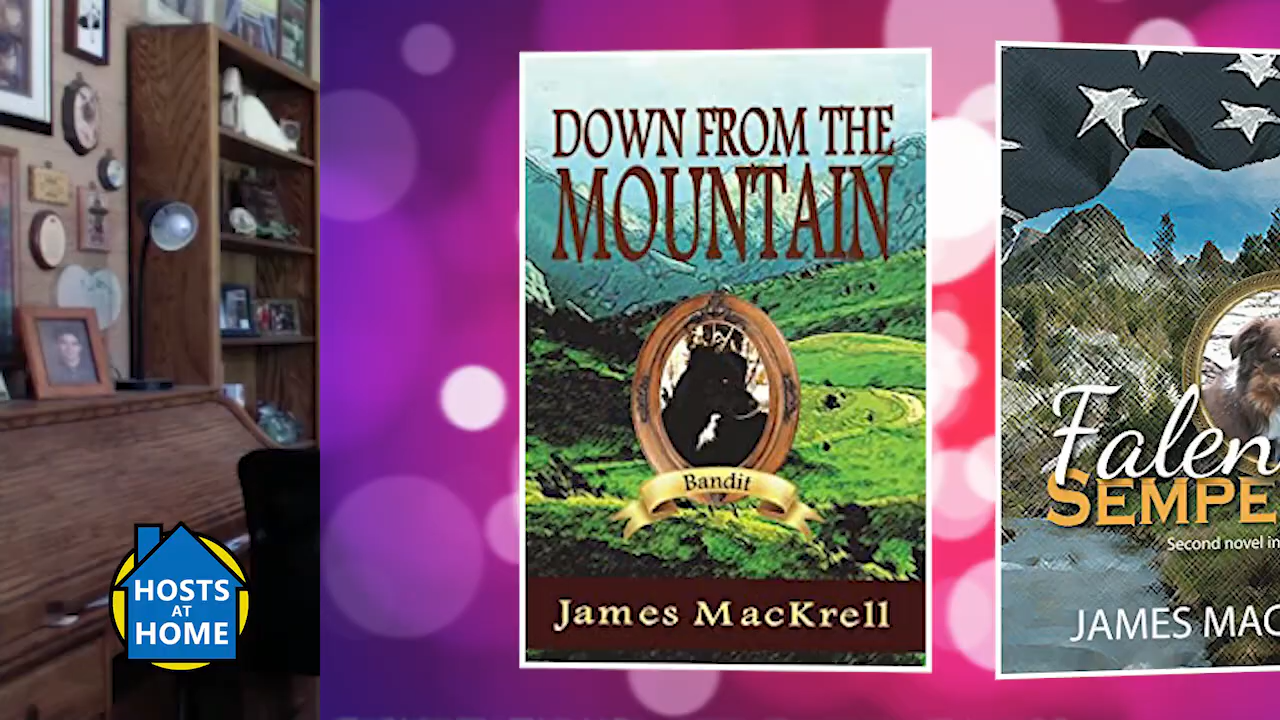 DOWN FROM THE
MOUNTAIN
Bandit
James MacKrell
Falen
SEMPE
Second novel in
JAMES MAC
HOSTS
AT
HOME